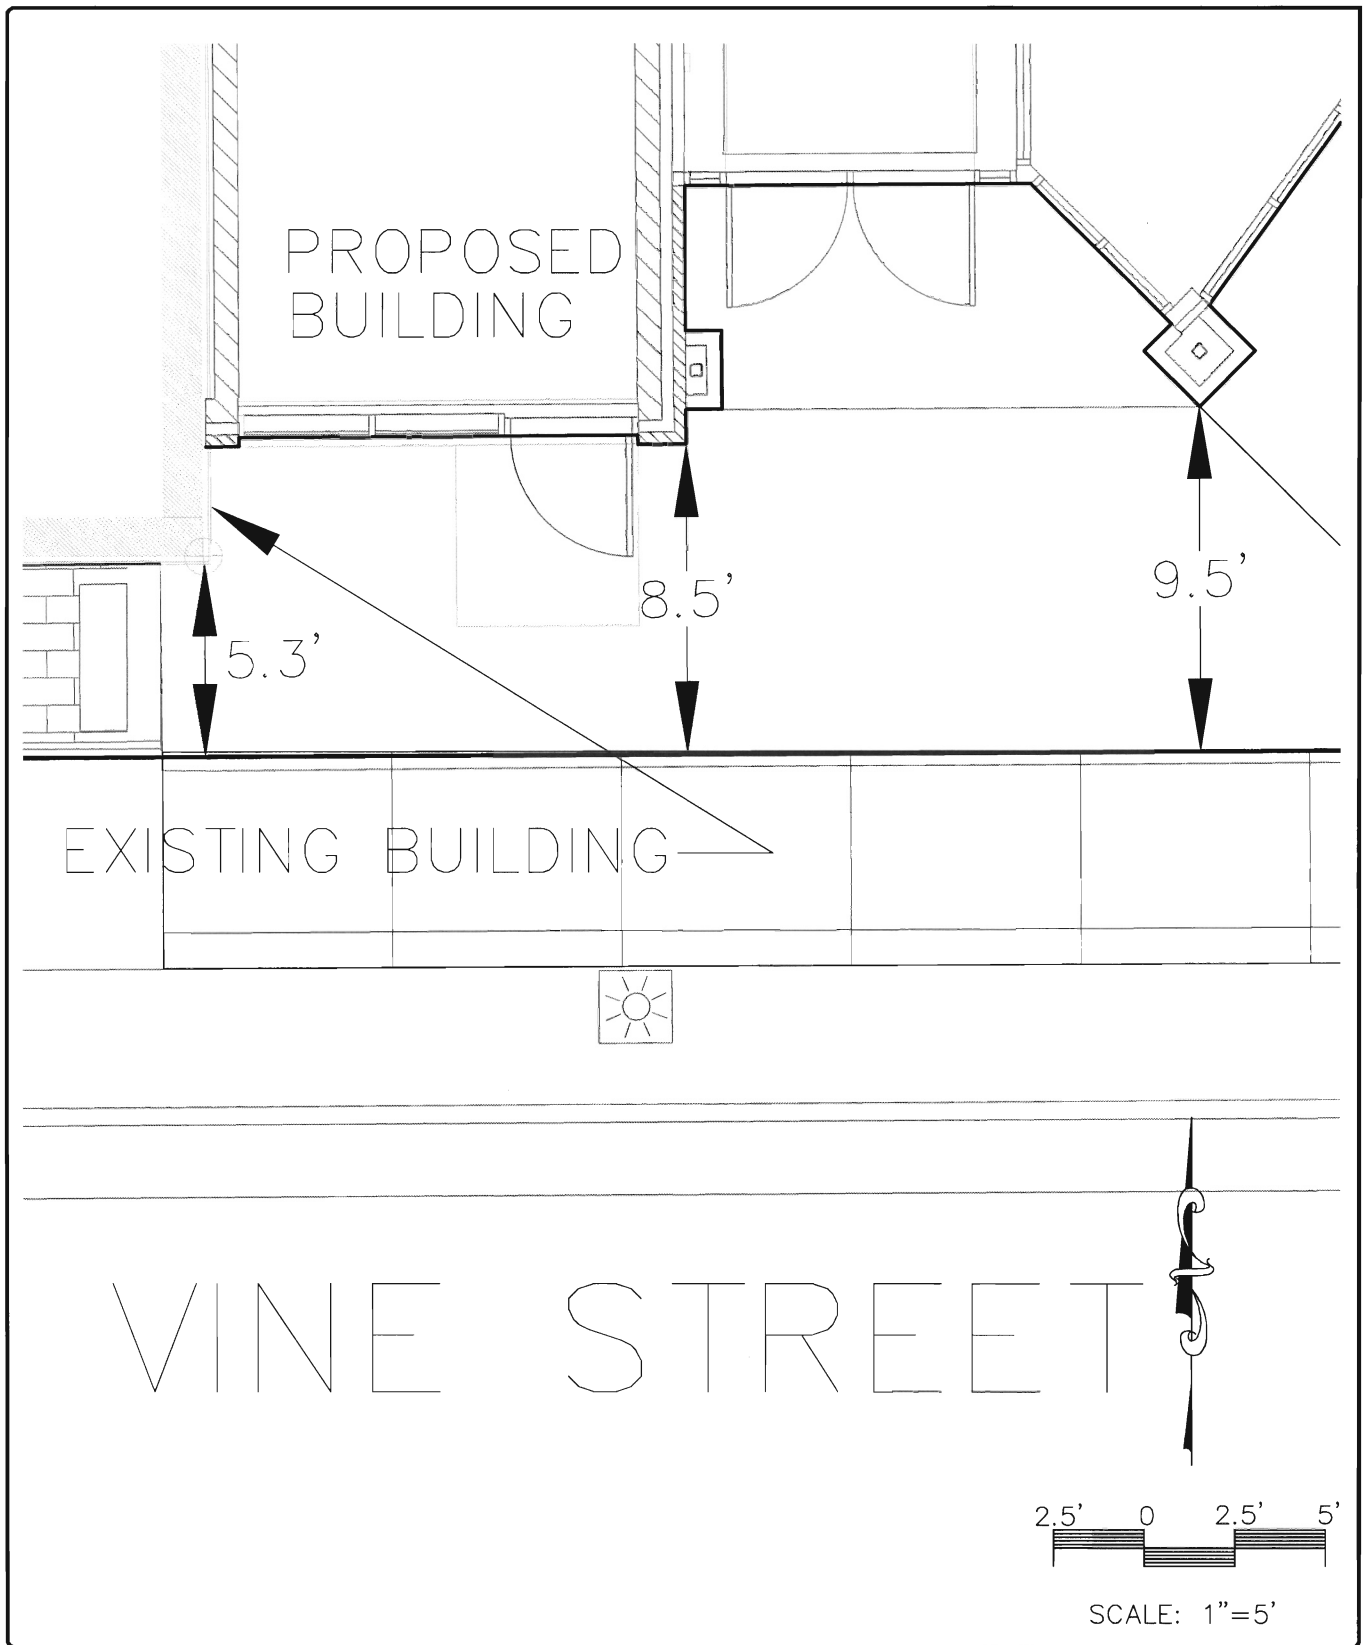 PROPOSED
BUILDING
9.5’
8.5’
5.3’
EXISTING BUILDING
VINE STREET
2.5’ 0 2.5’ 5’
SCALE: 1”=5’